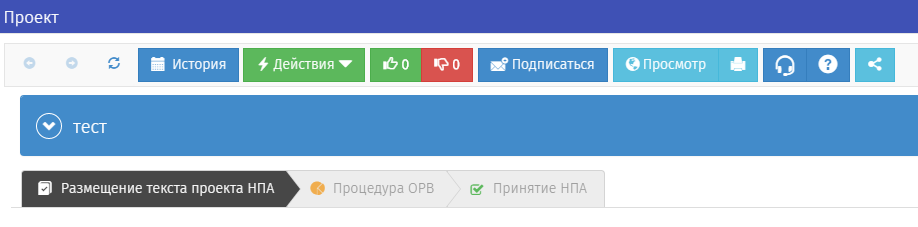 Проект
История Действия 0 0 Подписаться Просмотр ?
тест
Размещение текста проекта НПА Процедура ОРВ Принятие НПА